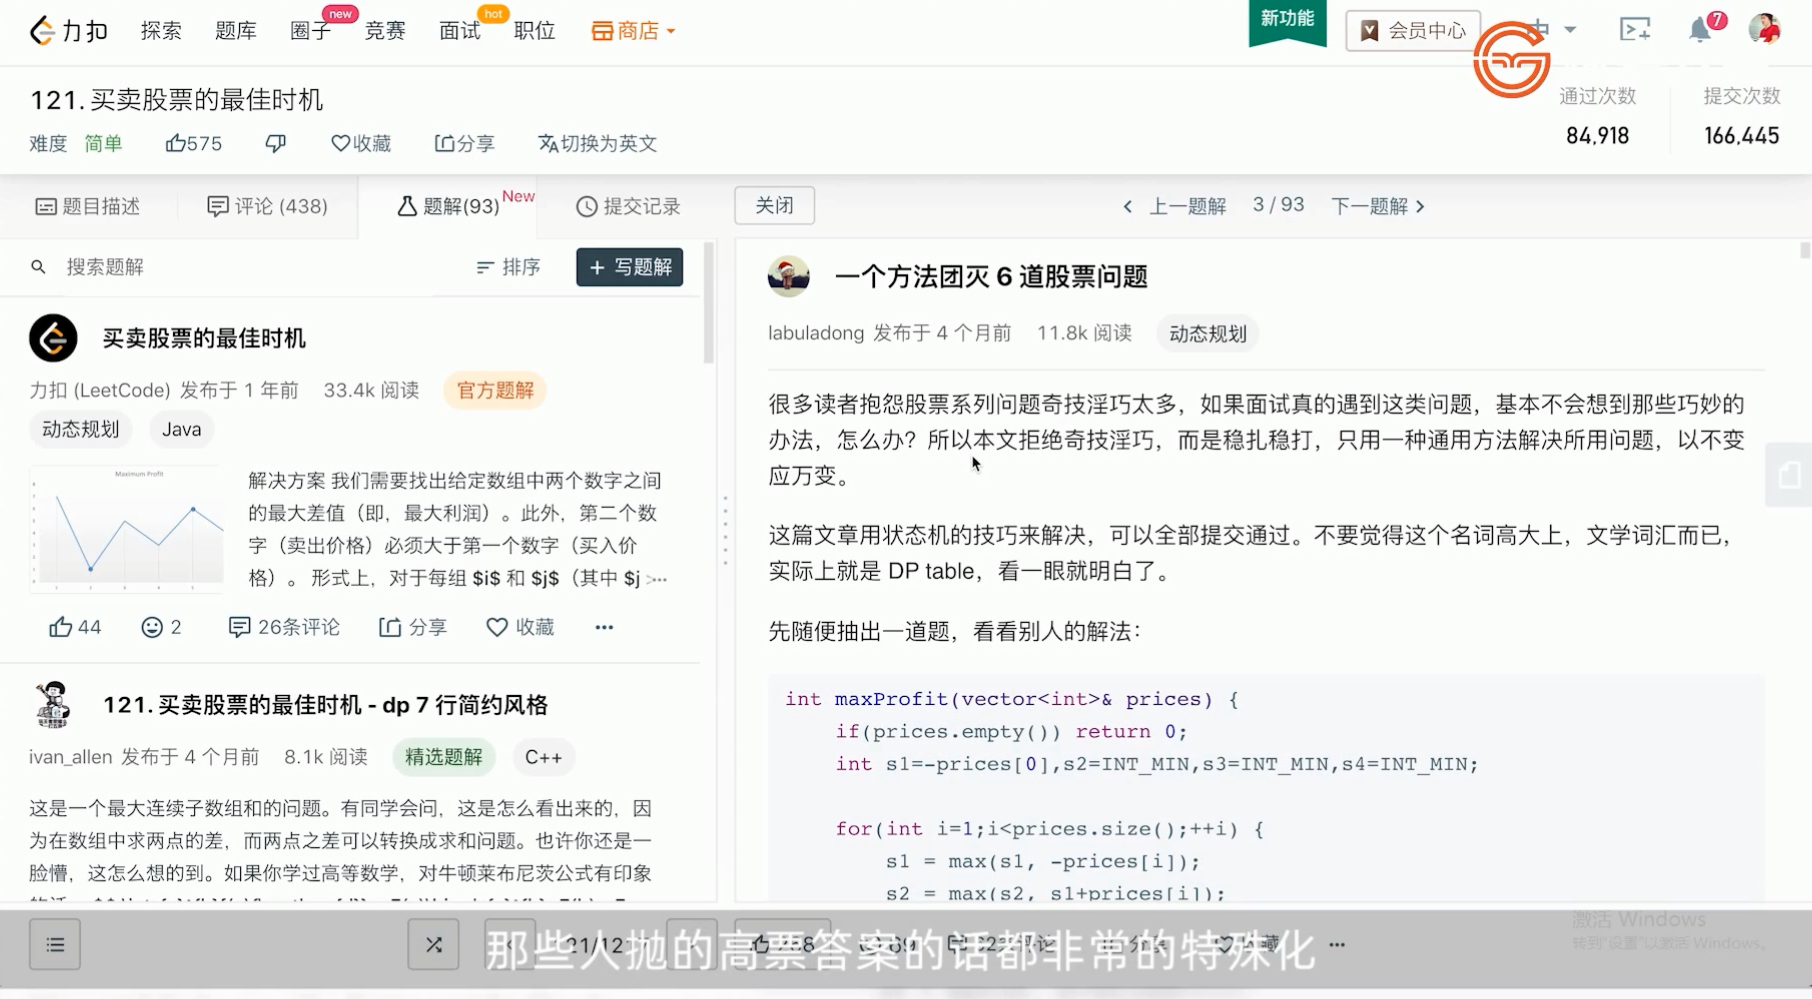 力扣 探索 题库 圈子 new 竞赛 面试 hot 职位 商店 新功能 会员中心 中 7
121. 买卖股票的最佳时机
通过次数 提交次数
难度 简单 575 收藏 分享 切换为英文
84,918 166,445
题目描述 评论 (438) 题解(93) New 提交记录 关闭 上一题解 3 / 93 下一题解
搜索题解 排序 + 写题解
买卖股票的最佳时机
力扣 (LeetCode) 发布于 1 年前 33.4k 阅读 官方题解
动态规划 Java
Maximum Profit
解决方案 我们需要找出给定数组中两个数字之间
的最大差值（即，最大利润）。此外，第二个数
字（卖出价格）必须大于第一个数字（买入价
格）。 形式上，对于每组 $i$ 和 $j$（其中 $j >···
44 2 26条评论 分享 收藏 ···
121. 买卖股票的最佳时机 - dp 7 行简约风格
ivan_allen 发布于 4 个月前 8.1k 阅读 精选题解 C++
这是一个最大连续子数组和的问题。有同学会问，这是怎么看出来的，因
为在数组中求两点的差，而两点之差可以转换成求和问题。也许你还是一
脸懵，这怎么想的到。如果你学过高等数学，对牛顿莱布尼茨公式有印象
一个方法团灭 6 道股票问题
labuladong 发布于 4 个月前 11.8k 阅读 动态规划
很多读者抱怨股票系列问题奇技淫巧太多，如果面试真的遇到这类问题，基本不会想到那些巧妙的
办法，怎么办？所以本文拒绝奇技淫巧，而是稳扎稳打，只用一种通用方法解决所用问题，以不变
应万变。
这篇文章用状态机的技巧来解决，可以全部提交通过。不要觉得这个名词高大上，文学词汇而已，
实际上就是 DP table，看一眼就明白了。
先随便抽出一道题，看看别人的解法：
int maxProfit(vector<int>& prices) {
if(prices.empty()) return 0;
int s1=-prices[0],s2=INT_MIN,s3=INT_MIN,s4=INT_MIN;
for(int i=1;i<prices.size();++i) {
s1 = max(s1, -prices[i]);
s2 = max(s2, s1+prices[i]);
那些人抛的高票答案的话都非常的特殊化
激活 Windows
转到"设置"以激活 Windows。